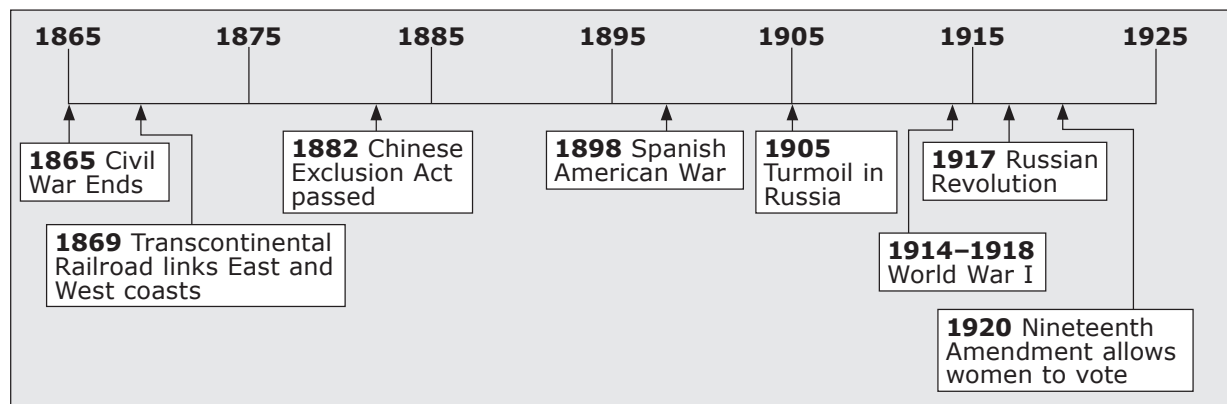 1865 1875 1885 1895 1905 1915 1925
1865 Civil
War Ends
1869 Transcontinental
Railroad links East and
West coasts
1882 Chinese
Exclusion Act
passed
1898 Spanish
American War
1905
Turmoil in
Russia
1914–1918
World War I
1917 Russian
Revolution
1920 Nineteenth
Amendment allows
women to vote